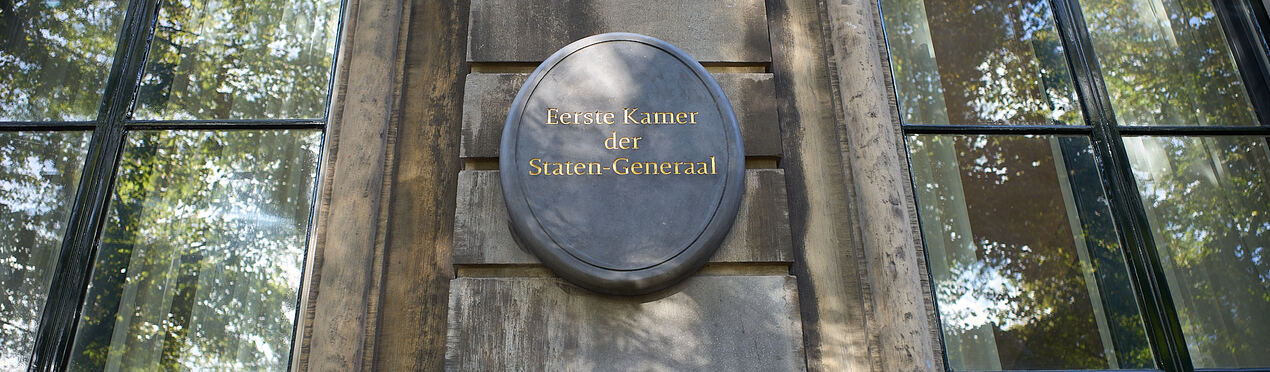 Eerste Kamer
der
Staten-Generaal